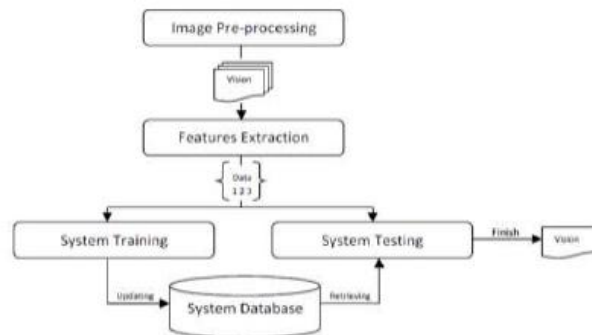 Image Pre-processing
Vision
Features Extraction
Data
1 2 3
System Training
System Testing
Finish
Vision
Updating
System Database
Retrieving